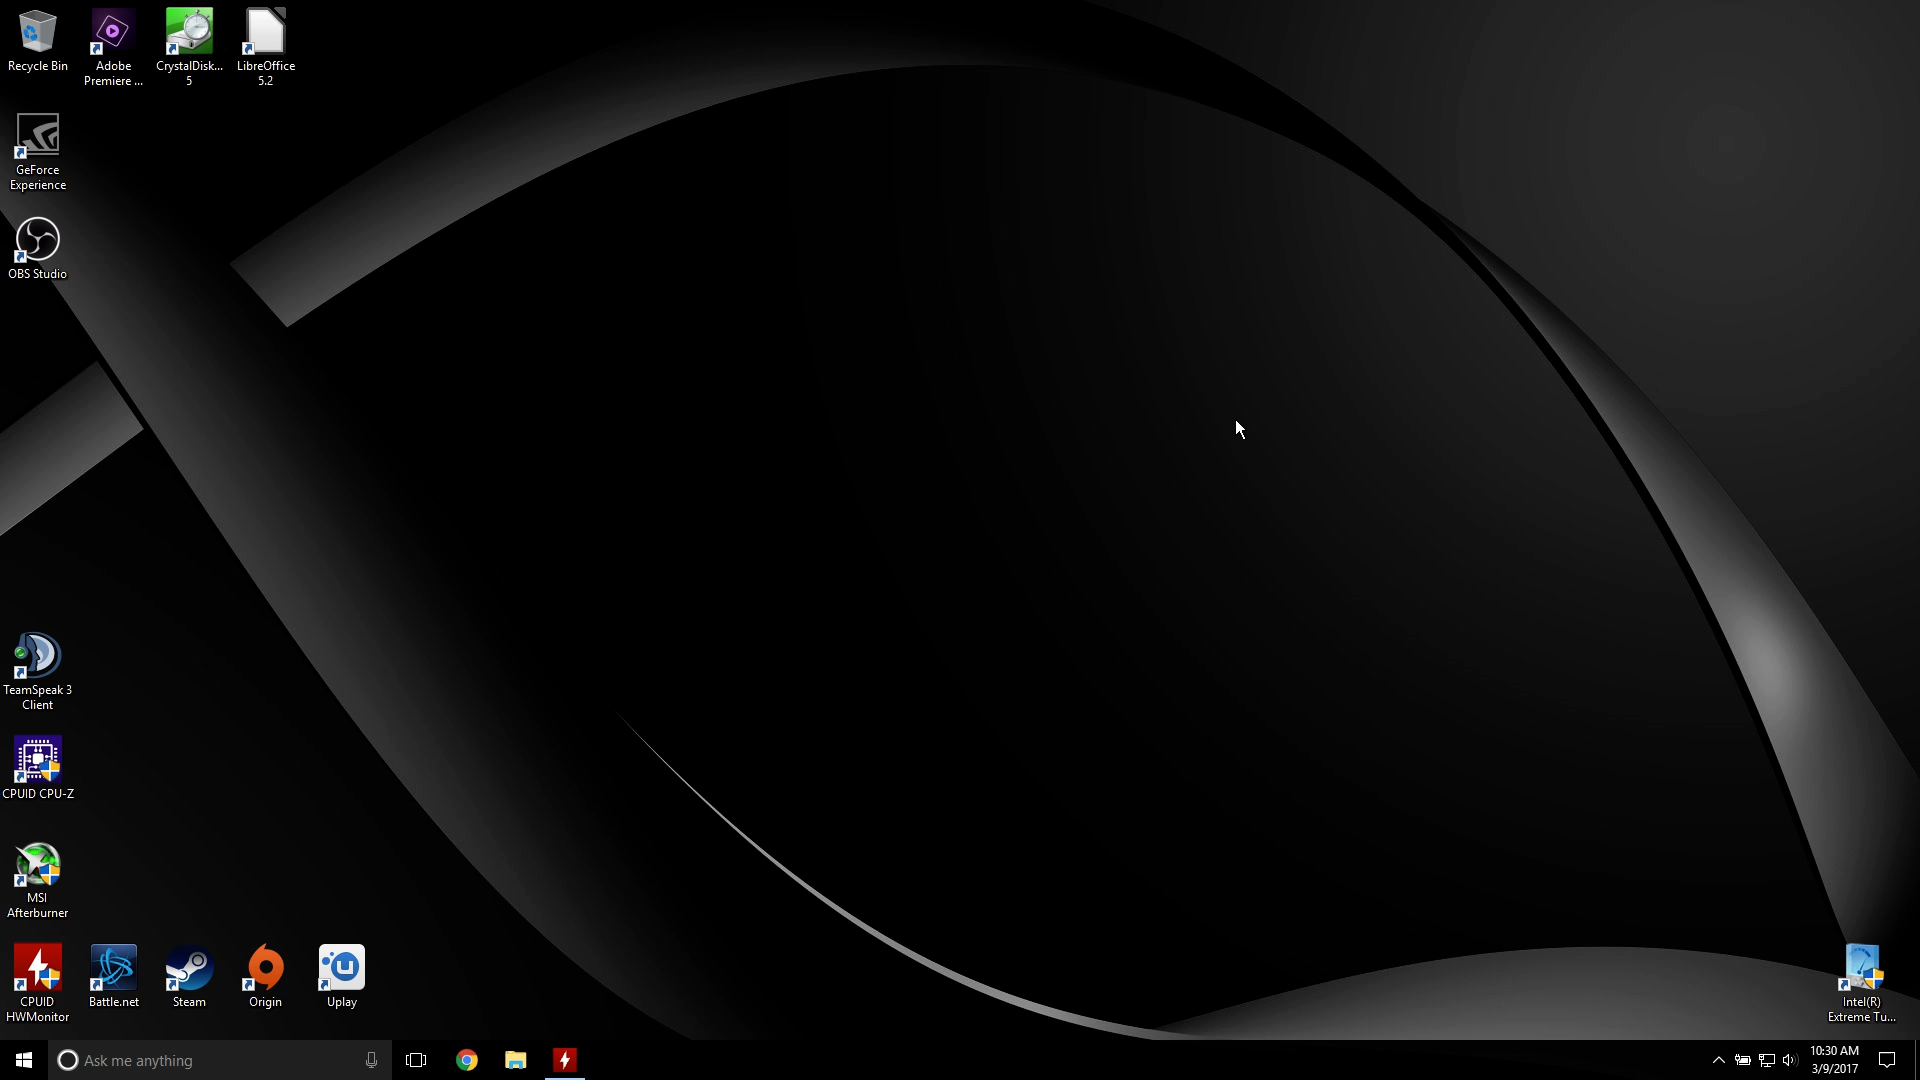 Recycle Bin
Adobe
Premiere ...
CrystalDisk...
5
LibreOffice
5.2
GeForce
Experience
OBS Studio
TeamSpeak 3
Client
CPUID CPU-Z
MSI
Afterburner
CPUID
HWMonitor
Battle.net
Steam
Origin
Uplay
Intel(R)
Extreme Tu...
Ask me anything
10:30 AM
3/9/2017